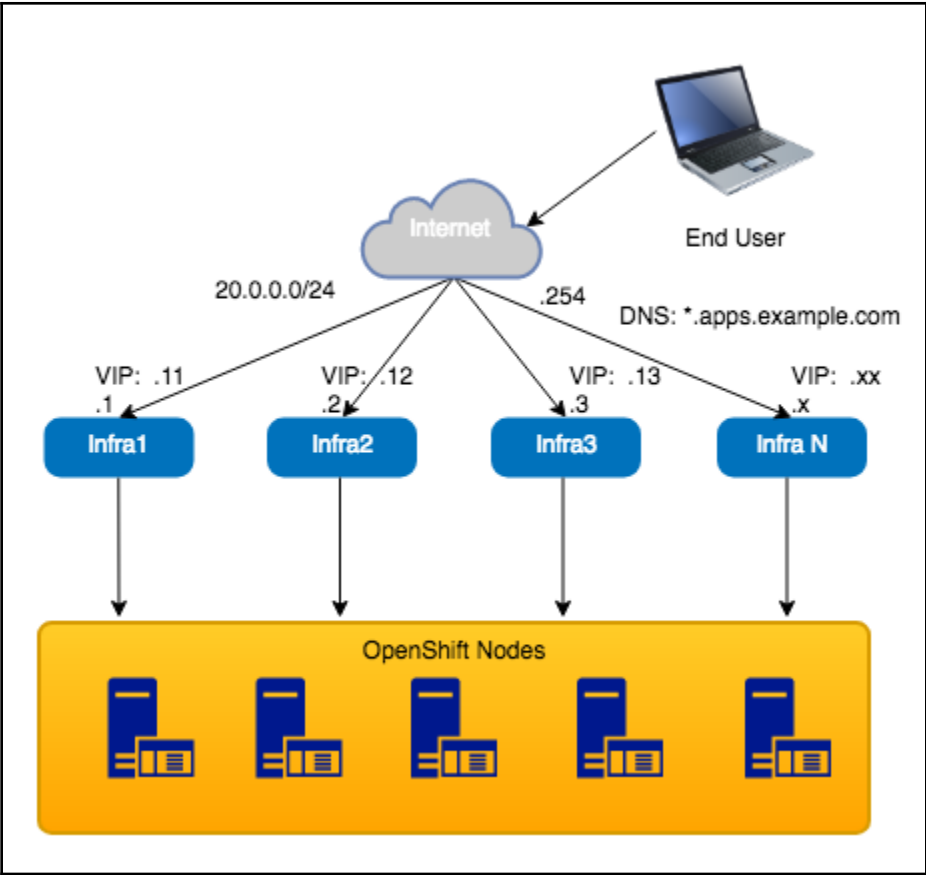 Internet
End User
20.0.0.0/24
.254
DNS: *.apps.example.com
VIP: .11
VIP: .12
VIP: .13
VIP: .xx
.1
.2
.3
.x
Infra1
Infra2
Infra3
Infra N
OpenShift Nodes